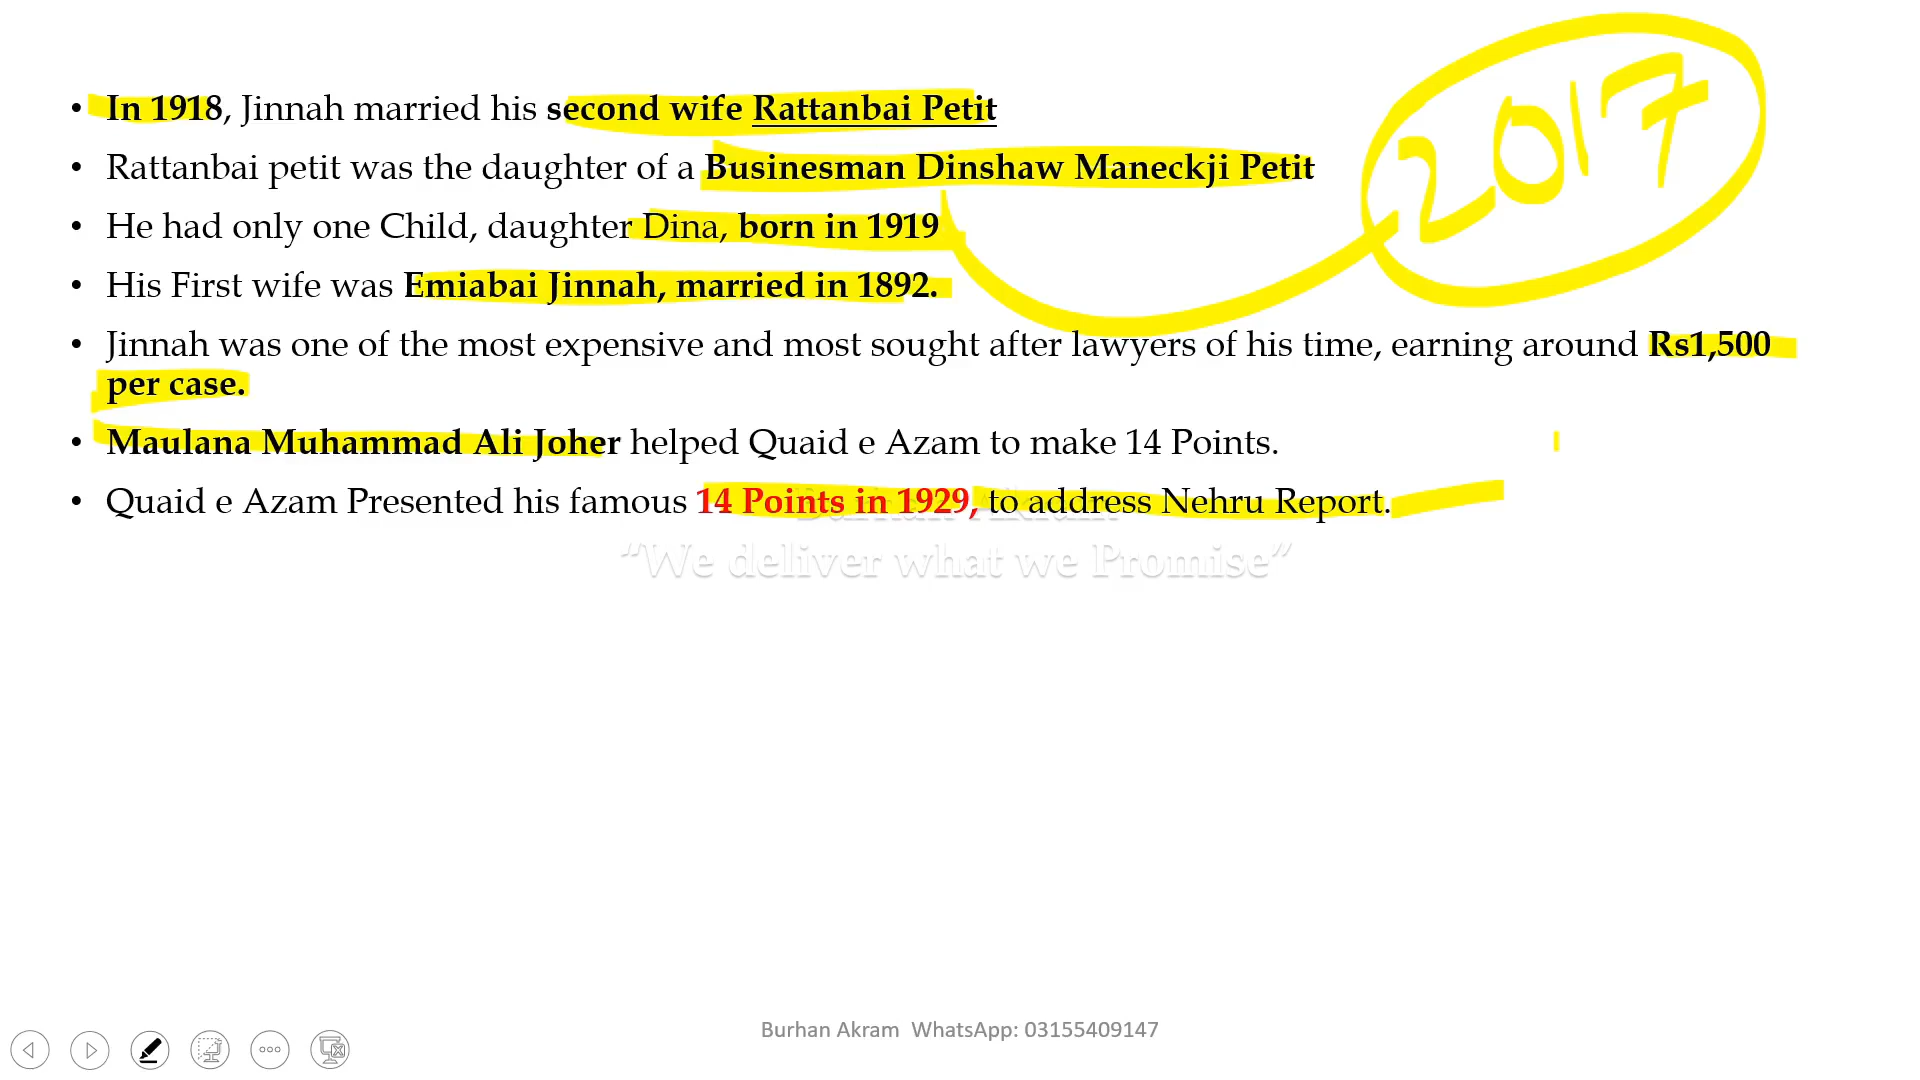 • In 1918, Jinnah married his second wife Rattanbai Petit
• Rattanbai petit was the daughter of a Businesman Dinshaw Maneckji Petit
• He had only one Child, daughter Dina, born in 1919
2017
• His First wife was Emiabai Jinnah, married in 1892.
• Jinnah was one of the most expensive and most sought after lawyers of his time, earning around Rs1,500
per case.
• Maulana Muhammad Ali Joher helped Quaid e Azam to make 14 Points.
• Quaid e Azam Presented his famous 14 Points in 1929, to address Nehru Report.
“We deliver what we Promise”
Burhan Akram WhatsApp: 03155409147